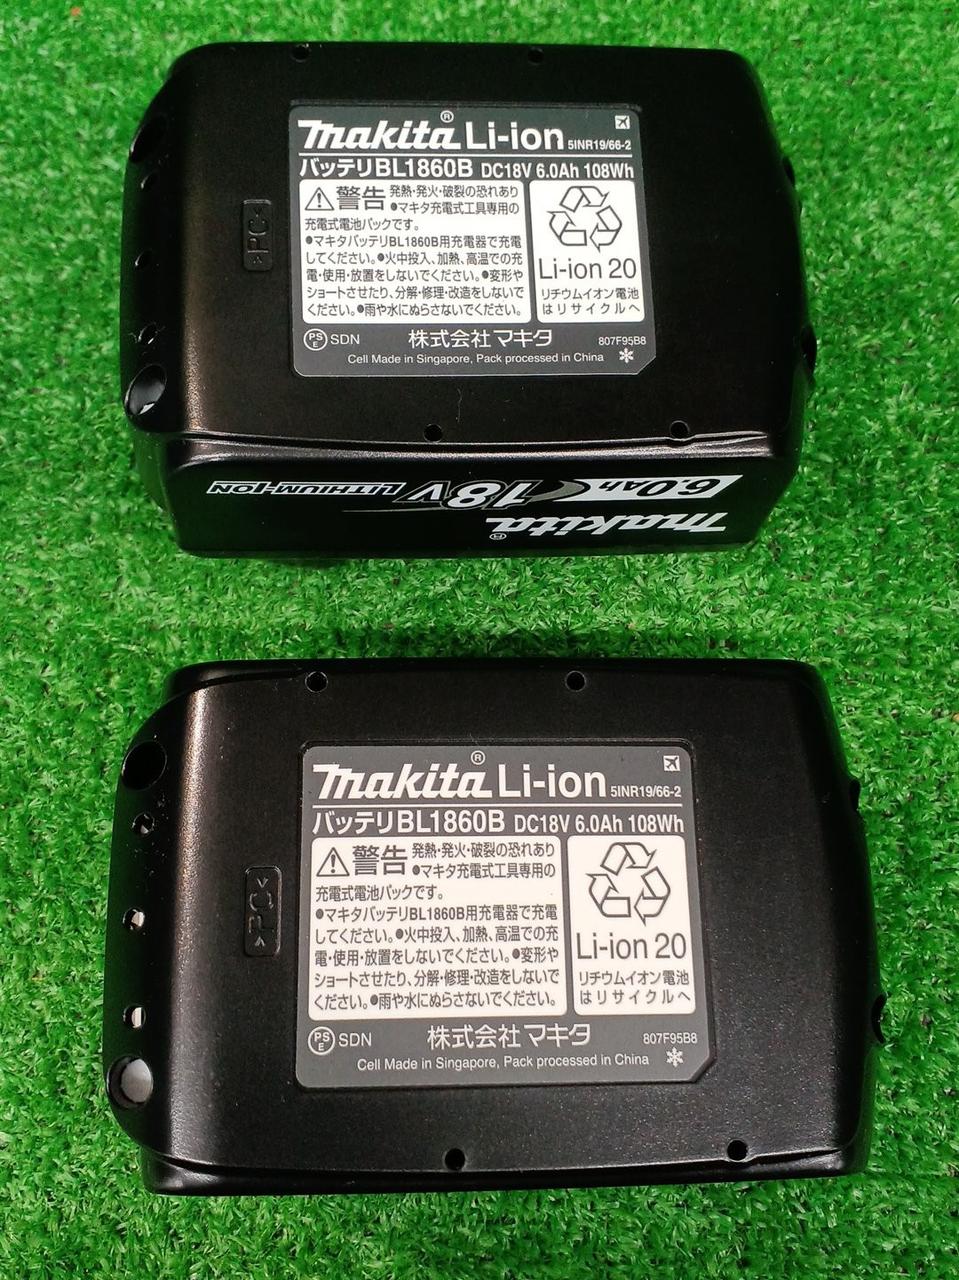 makita® Li-ion 5INR19/66-2
バッテリBL1860B DC18V 6.0Ah 108Wh
警告 発熱・発火・破裂の恐れあり
●マキタ充電式工具専用の
充電式電池パックです。
●マキタバッテリBL1860B用充電器で充電
してください。●火中投入、加熱、高温での充
電・使用・放置をしないでください。●変形や
ショートさせたり、分解・修理・改造をしないで
ください。●雨や水にぬらさないでください。
Li-ion 20
リチウムイオン電池
はリサイクルへ
PS E SDN 株式会社 マキタ 807F95B8
Cell Made in Singapore, Pack processed in China
>PC<
6.0Ah 18V LITHIUM-ION
makita®
makita® Li-ion 5INR19/66-2
バッテリBL1860B DC18V 6.0Ah 108Wh
警告 発熱・発火・破裂の恐れあり
●マキタ充電式工具専用の
充電式電池パックです。
●マキタバッテリBL1860B用充電器で充電
してください。●火中投入、加熱、高温での充
電・使用・放置をしないでください。●変形や
ショートさせたり、分解・修理・改造をしないで
ください。●雨や水にぬらさないでください。
Li-ion 20
リチウムイオン電池
はリサイクルへ
PS E SDN 株式会社 マキタ 807F95B8
Cell Made in Singapore, Pack processed in China
>PC<